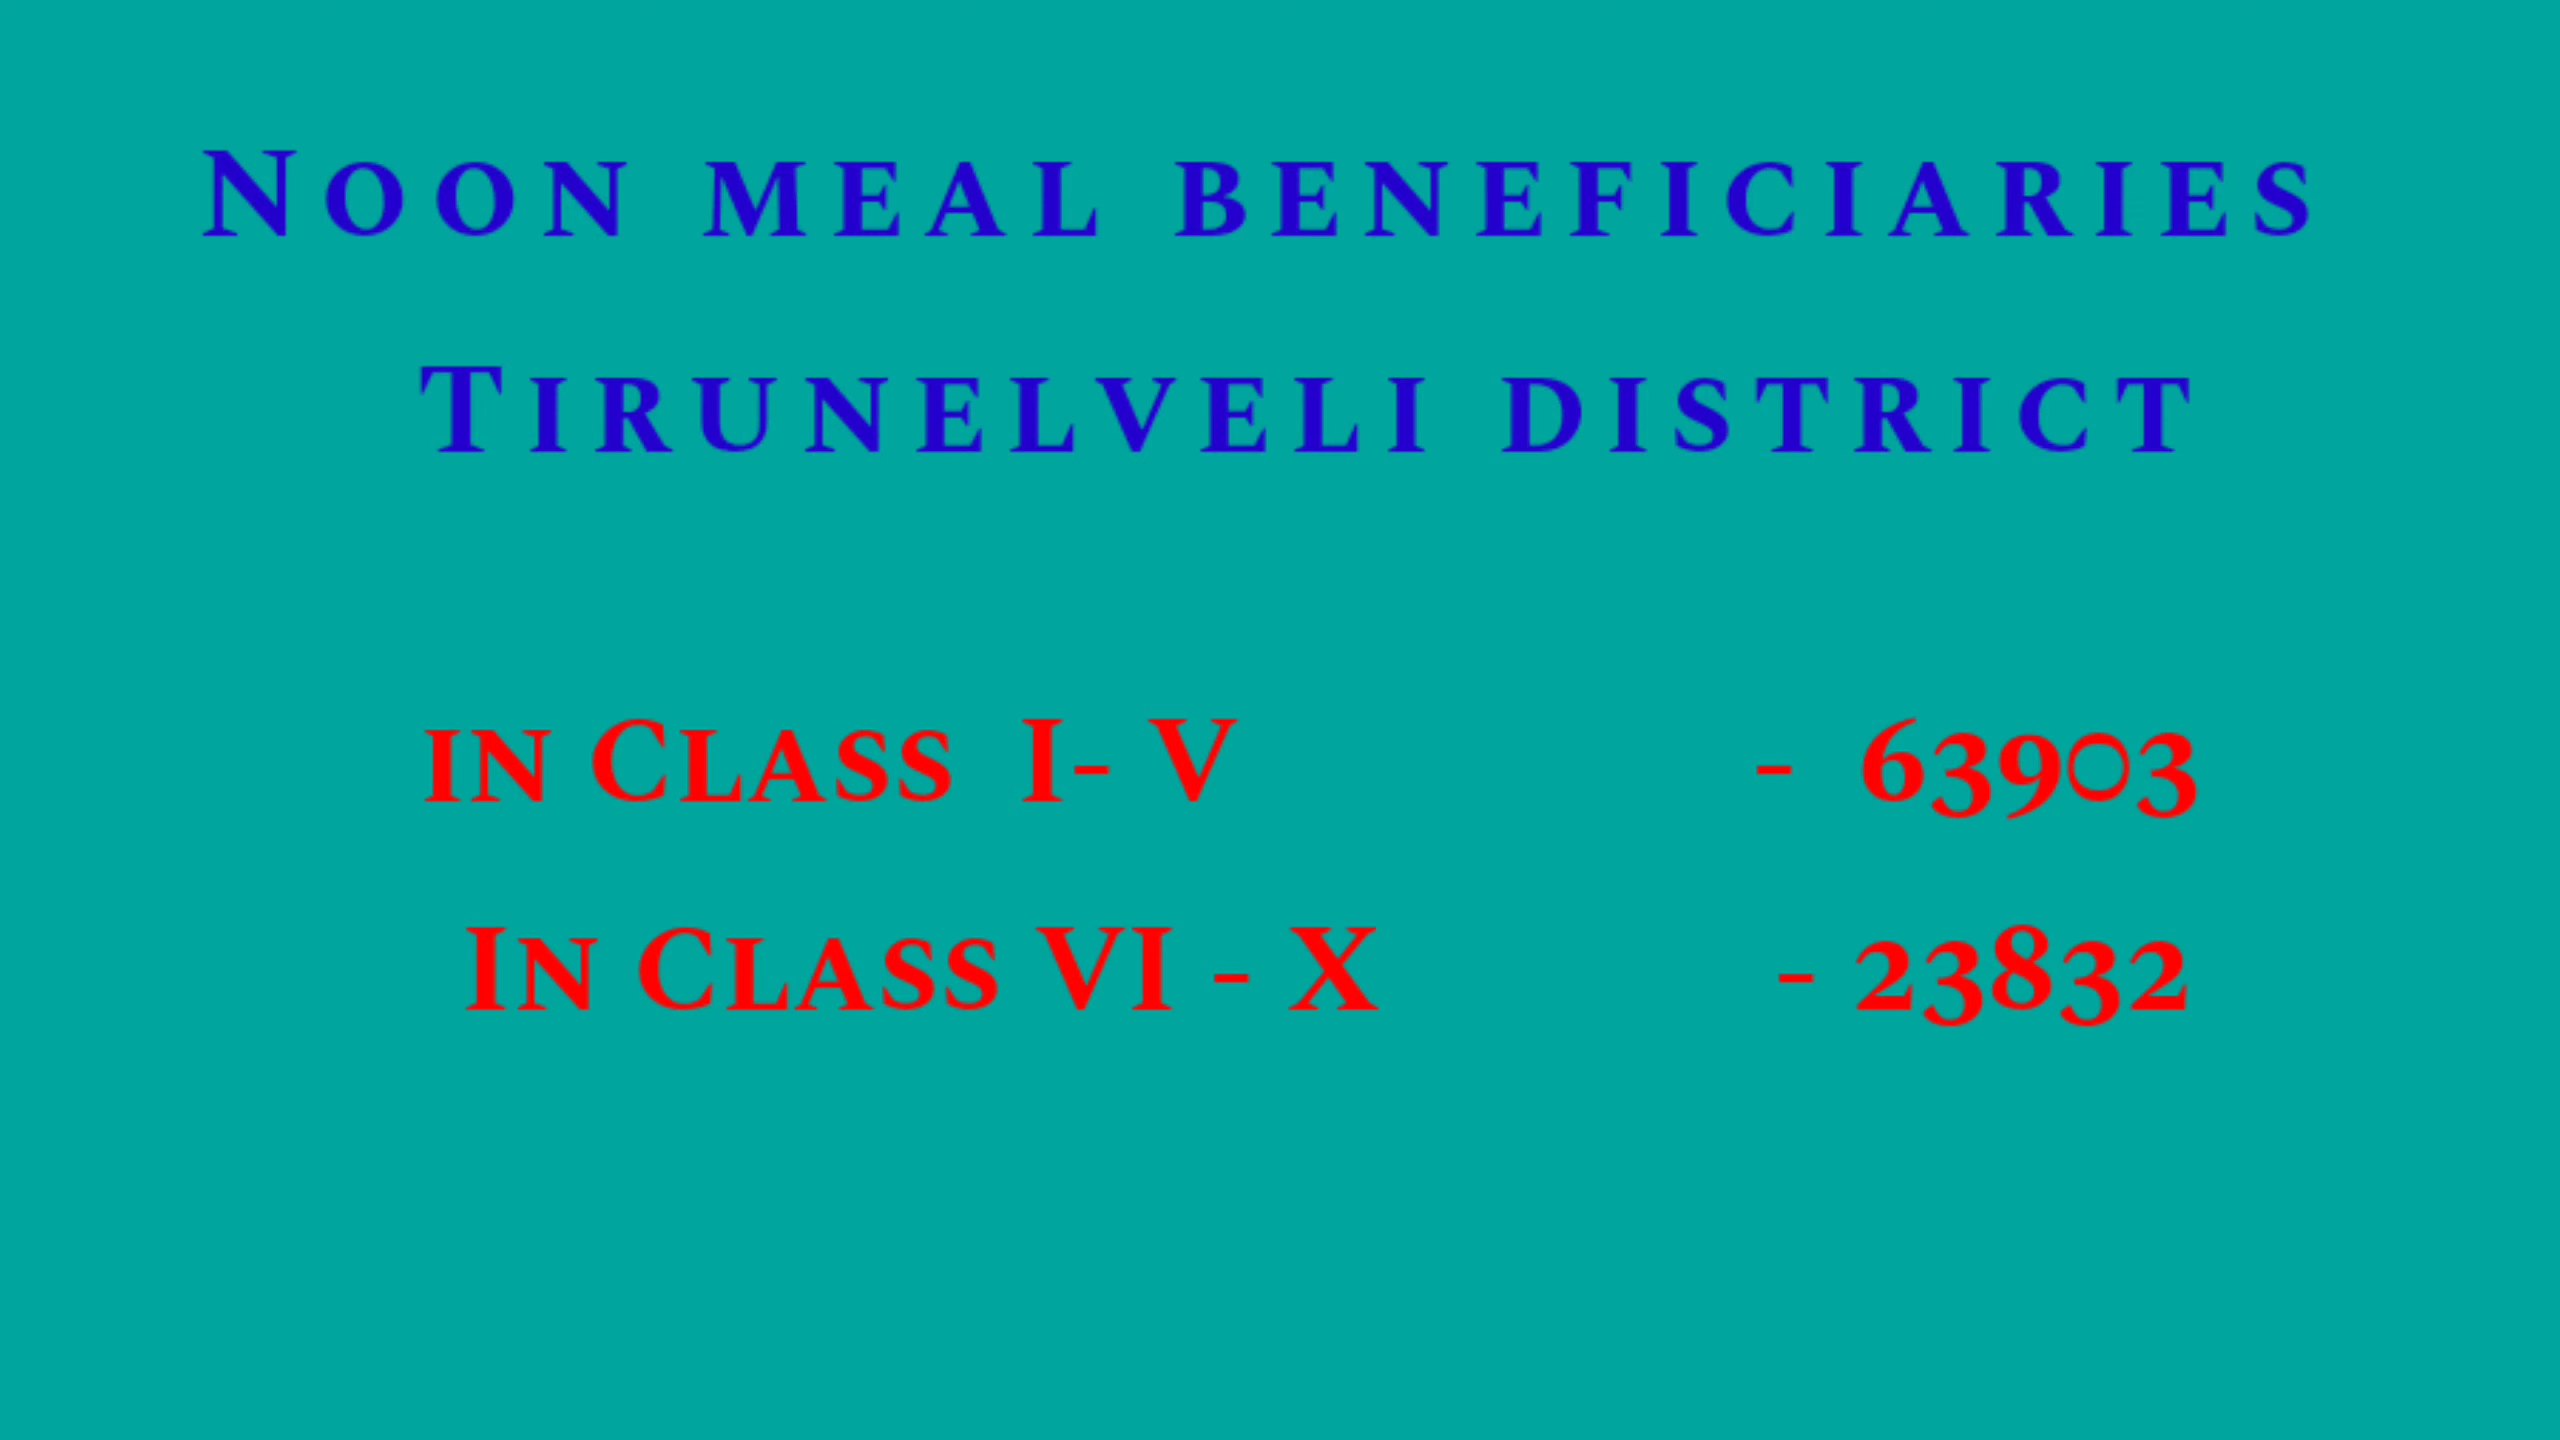 Noon meal beneficiaries
Tirunelveli district
in Class I- V - 63903
In Class VI - X - 23832